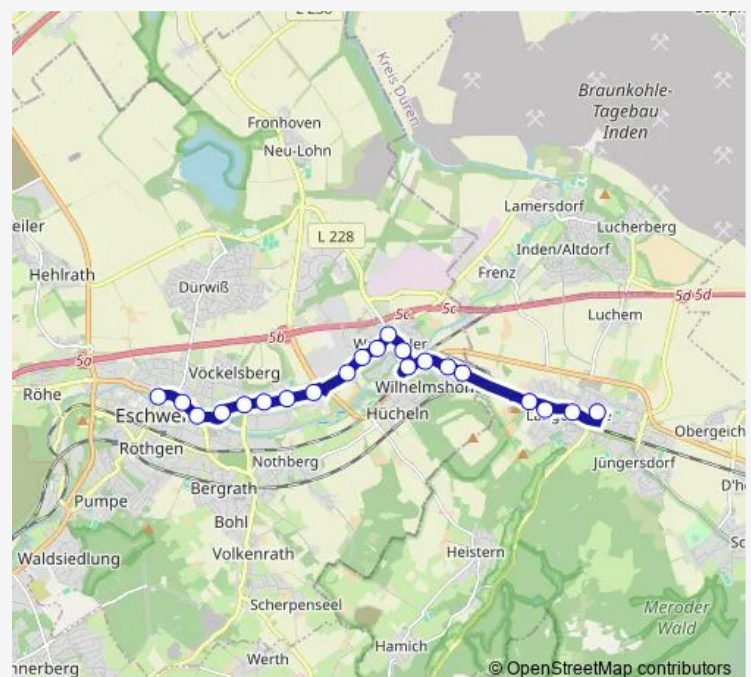 Kreis Düren
Braunkohle-
Tagebau
Inden
Fronhoven
Neu-Lohn
Lamersdorf
Lucherberg
L 228
Inden/Altdorf
eiler
Hehlrath
Frenz
Dürwiß
5d 5d
5c
5c
Luchem
5b
5a
Vöckelsberg
Röhe
Wilhelmshöh
Eschwe
Hücheln
Röthgen
Obergeich
Nothberg
Jüngersdorf
Bergrath
D'h
Pumpe
Bohl
Sc
Waldsiedlung
Volkenrath
Heistern
Scherpenseel
Meroder
Wald
Hamich
nnerberg
Werth
© OpenStreetMap contributors